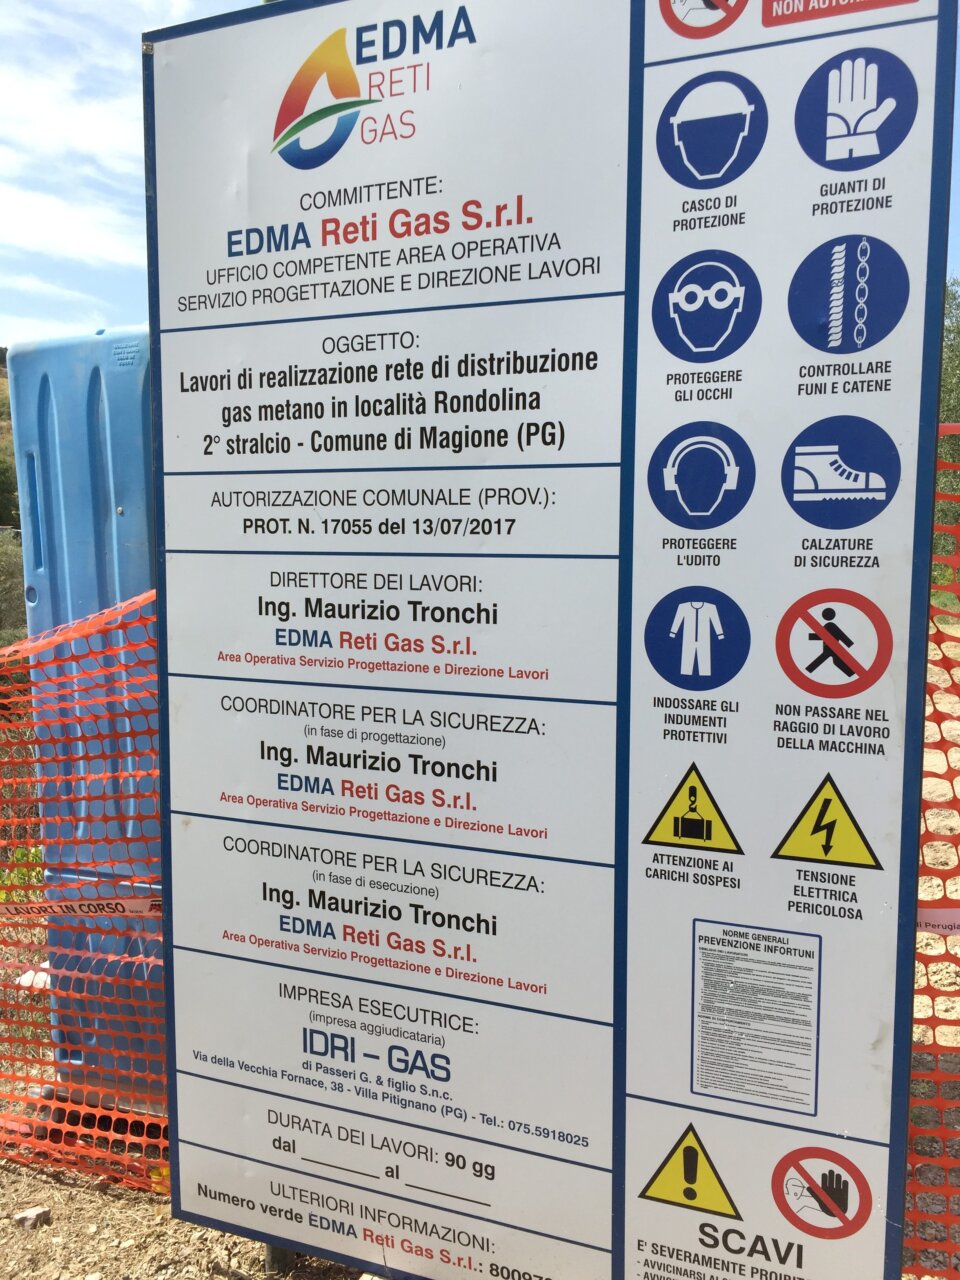 EDMA
RETI
GAS
COMMITTENTE:
EDMA Reti Gas S.r.l.
UFFICIO COMPETENTE AREA OPERATIVA
SERVIZIO PROGETTAZIONE E DIREZIONE LAVORI
OGGETTO:
Lavori di realizzazione rete di distribuzione
gas metano in località Rondolina
2° stralcio - Comune di Magione (PG)
AUTORIZZAZIONE COMUNALE (PROV.):
PROT. N. 17055 del 13/07/2017
DIRETTORE DEI LAVORI:
Ing. Maurizio Tronchi
EDMA Reti Gas S.r.l.
Area Operativa Servizio Progettazione e Direzione Lavori
COORDINATORE PER LA SICUREZZA:
(in fase di progettazione)
Ing. Maurizio Tronchi
EDMA Reti Gas S.r.l.
Area Operativa Servizio Progettazione e Direzione Lavori
COORDINATORE PER LA SICUREZZA:
(in fase di esecuzione)
Ing. Maurizio Tronchi
EDMA Reti Gas S.r.l.
Area Operativa Servizio Progettazione e Direzione Lavori
IMPRESA ESECUTRICE:
(impresa aggiudicataria)
IDRI - GAS
di Passeri G. & figlio S.n.c.
Via della Vecchia Fornace, 38 - Villa Pitignano (PG) - Tel.: 075.5918025
DURATA DEI LAVORI: 90 gg
dal ________ al ________
ULTERIORI INFORMAZIONI:
Numero verde EDMA Reti Gas S.r.l.: 80097
NON
CASCO DI
PROTEZIONE
GUANTI DI
PROTEZIONE
PROTEGGERE
GLI OCCHI
CONTROLLARE
FUNI E CATENE
PROTEGGERE
L'UDITO
CALZATURE
DI SICUREZZA
INDOSSARE GLI
INDUMENTI
PROTETTIVI
NON PASSARE NEL
RAGGIO DI LAVORO
DELLA MACCHINA
ATTENZIONE AI
CARICHI SOSPESI
TENSIONE
ELETTRICA
PERICOLOSA
NORME GENERALI
PREVENZIONE INFORTUNI
SCAVI
E' SEVERAMENTE
- AVVICINARSI
LAVORI IN CORSO
di Perugia